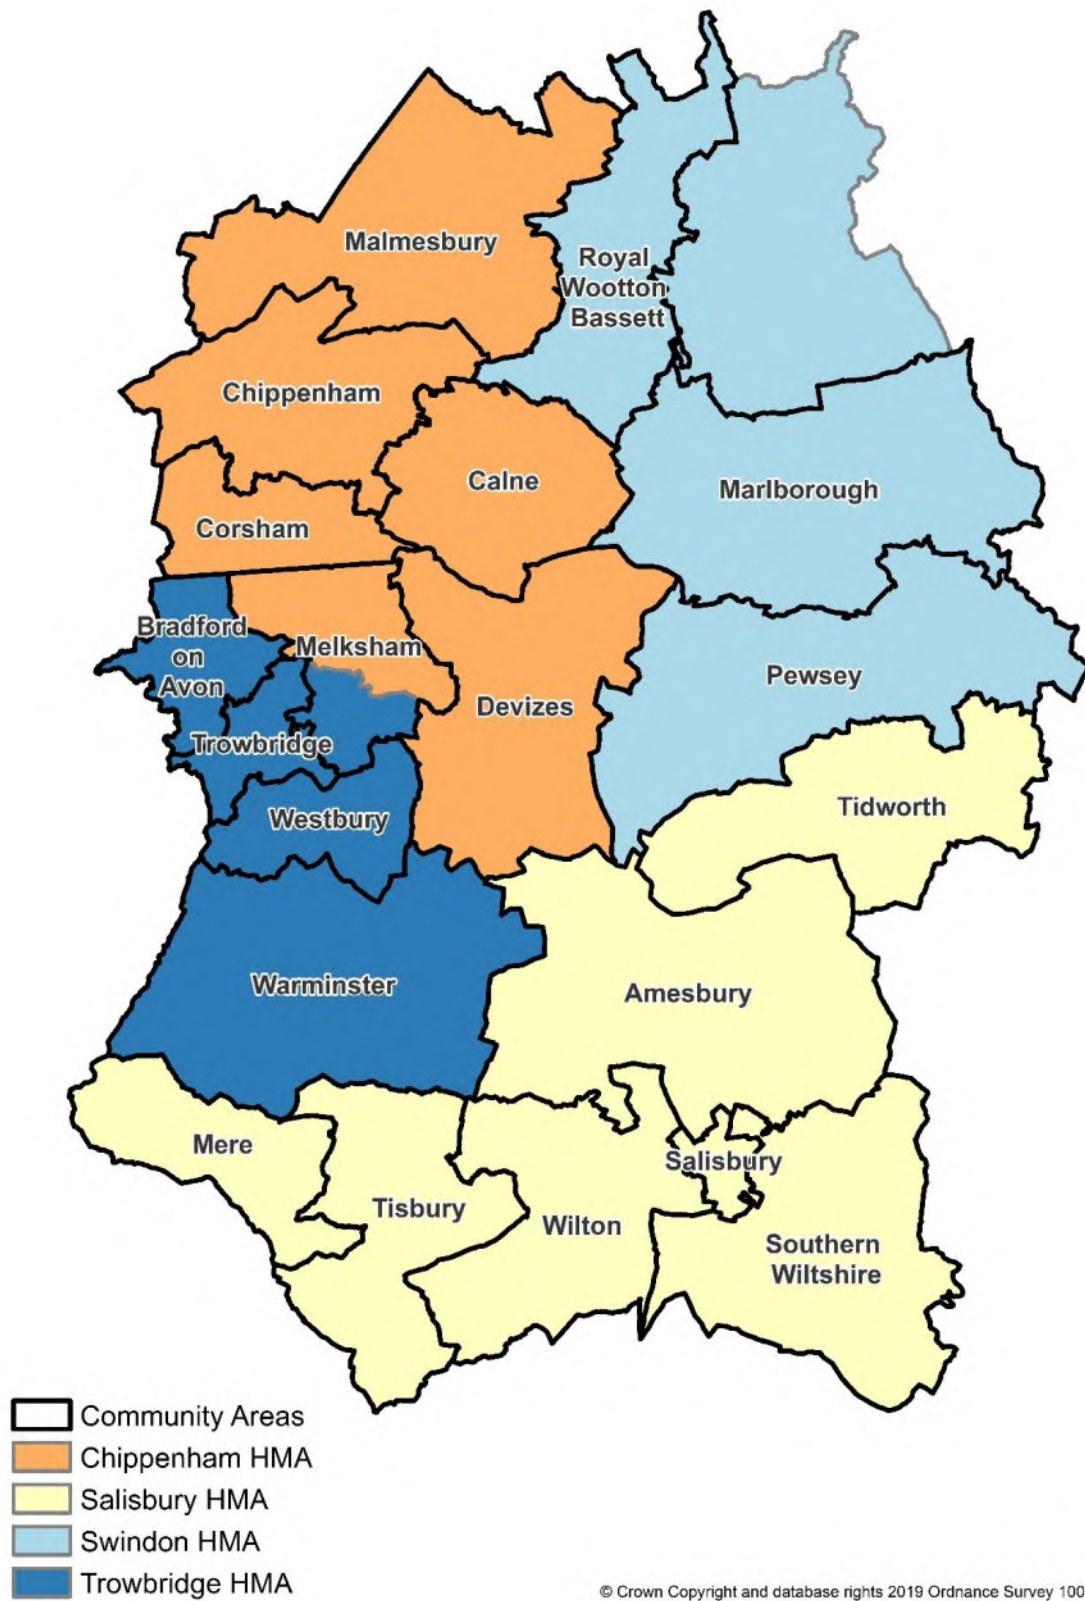 Malmesbury
Royal
Wootton
Bassett
Chippenham
Calne
Marlborough
Corsham
Bradford
on
Avon
Melksham
Pewsey
Devizes
Trowbridge
Tidworth
Westbury
Warminster
Amesbury
Mere
Salisbury
Tisbury
Wilton
Southern
Wiltshire
Community Areas
Chippenham HMA
Salisbury HMA
Swindon HMA
Trowbridge HMA
© Crown Copyright and database rights 2019 Ordnance Survey 100